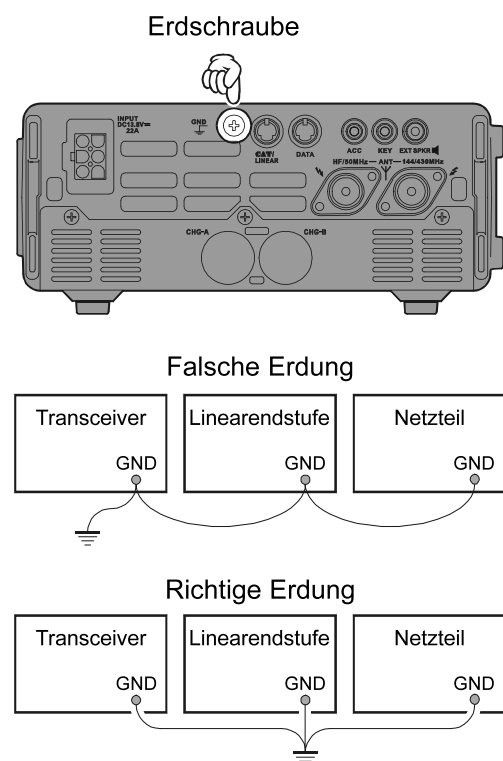 Erdschraube
INPUT
DC13.8V⎓
22A
GND
CAT/
LINEAR
DATA
ACC
KEY
EXT SPKR
HF/50MHz — ANT — 144/430MHz
CHG-A
CHG-B
Falsche Erdung
Transceiver
Linearendstufe
Netzteil
GND
GND
GND
Richtige Erdung
Transceiver
Linearendstufe
Netzteil
GND
GND
GND